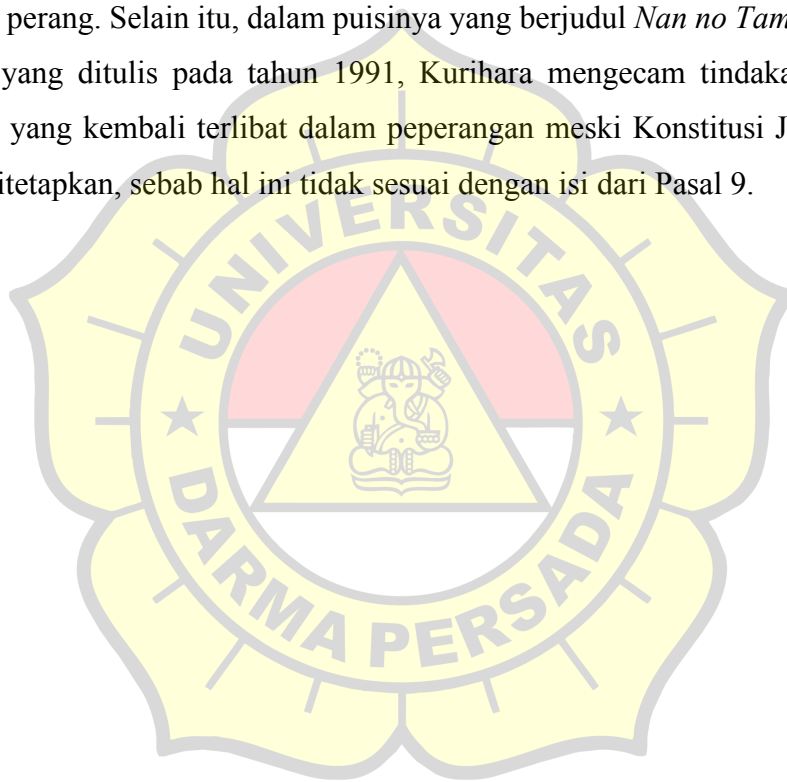 perang. Selain itu, dalam puisinya yang berjudul Nan no Tam
yang ditulis pada tahun 1991, Kurihara mengecam tindaka
yang kembali terlibat dalam peperangan meski Konstitusi J
itetapkan, sebab hal ini tidak sesuai dengan isi dari Pasal 9.
UNIVERSITAS
DARMA PERSADA